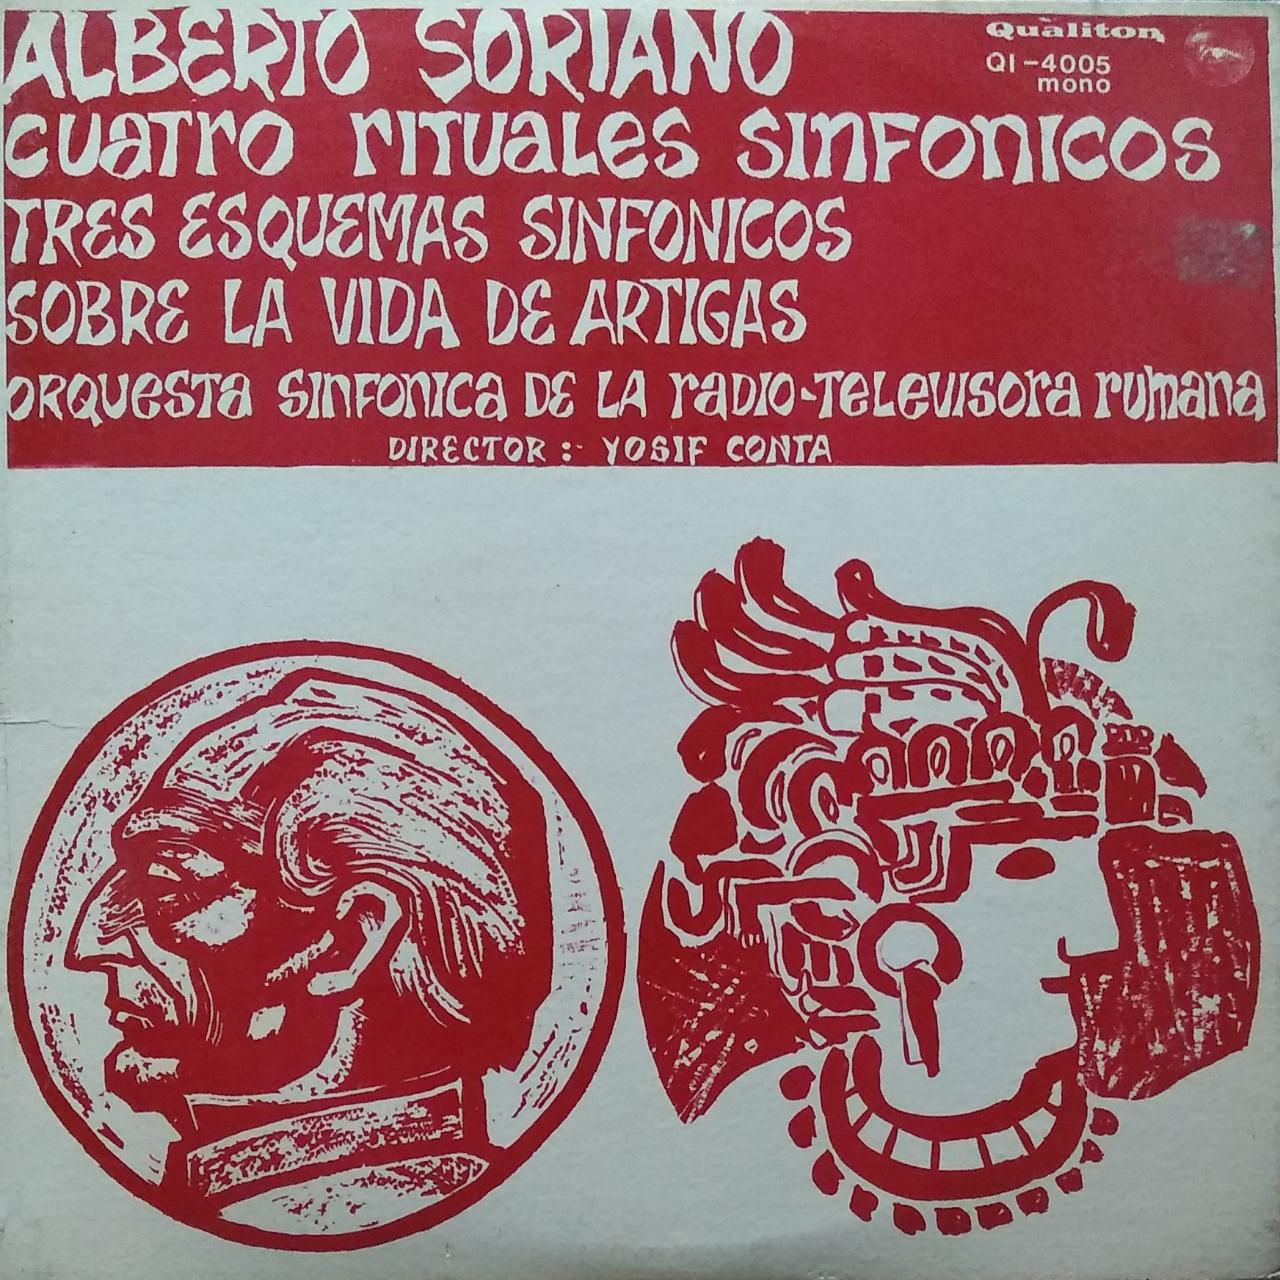 ALBERTO SORIANO
Qualiton
QI-4005
mono
CUATRO RITUALES SINFONICOS
TRES ESQUEMAS SINFONICOS
SOBRE LA VIDA DE ARTIGAS
ORQUESTA SINFONICA DE LA RADIO-TELEVISORA RUMANA
DIRECTOR: YOSIF CONTA